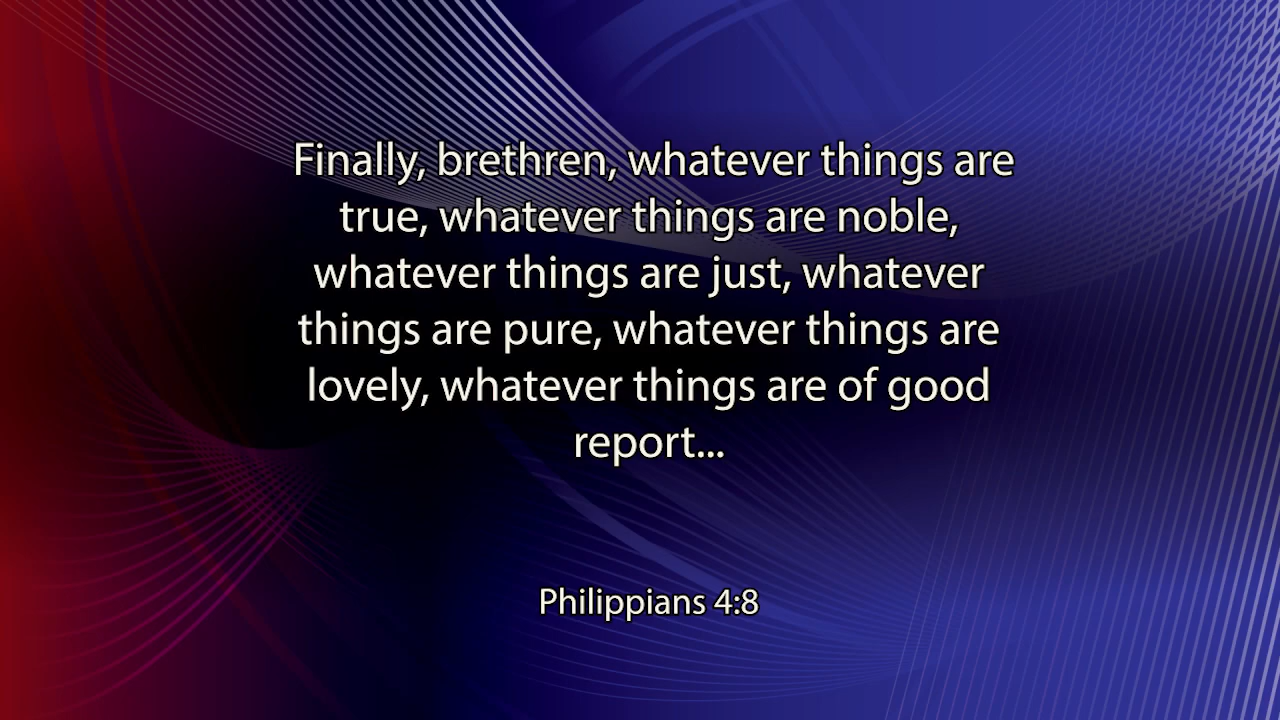 Finally, brethren, whatever things are
true, whatever things are noble,
whatever things are just, whatever
things are pure, whatever things are
lovely, whatever things are of good
report...
Philippians 4:8